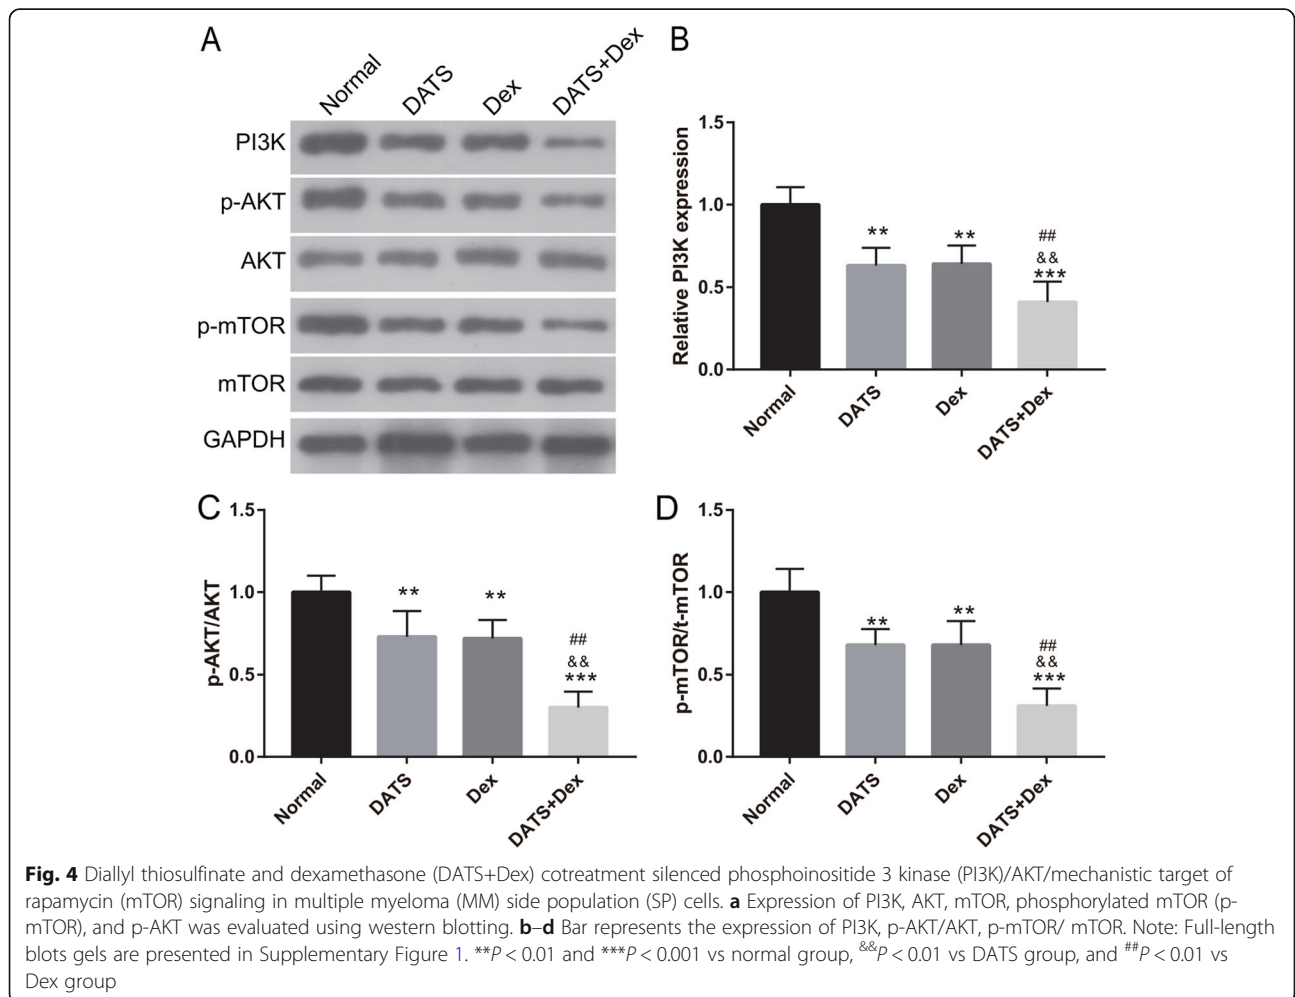 A
Normal
DATS
Dex
DATS+Dex
PI3K
p-AKT
AKT
p-mTOR
mTOR
GAPDH
B
Relative PI3K expression
1.5
1.0
0.5
0.0
**
**
##
&&
***
Normal
DATS
Dex
DATS+Dex
C
p-AKT/AKT
1.5
1.0
0.5
0.0
**
**
##
&&
***
Normal
DATS
Dex
DATS+Dex
D
p-mTOR/t-mTOR
1.5
1.0
0.5
0.0
**
**
##
&&
***
Normal
DATS
Dex
DATS+Dex
Fig. 4 Diallyl thiosulfinate and dexamethasone (DATS+Dex) cotreatment silenced phosphoinositide 3 kinase (PI3K)/AKT/mechanistic target of
rapamycin (mTOR) signaling in multiple myeloma (MM) side population (SP) cells. a Expression of PI3K, AKT, mTOR, phosphorylated mTOR (p-
mTOR), and p-AKT was evaluated using western blotting. b–d Bar represents the expression of PI3K, p-AKT/AKT, p-mTOR/ mTOR. Note: Full-length
blots gels are presented in Supplementary Figure 1. **P < 0.01 and ***P < 0.001 vs normal group, &&P < 0.01 vs DATS group, and ##P < 0.01 vs
Dex group